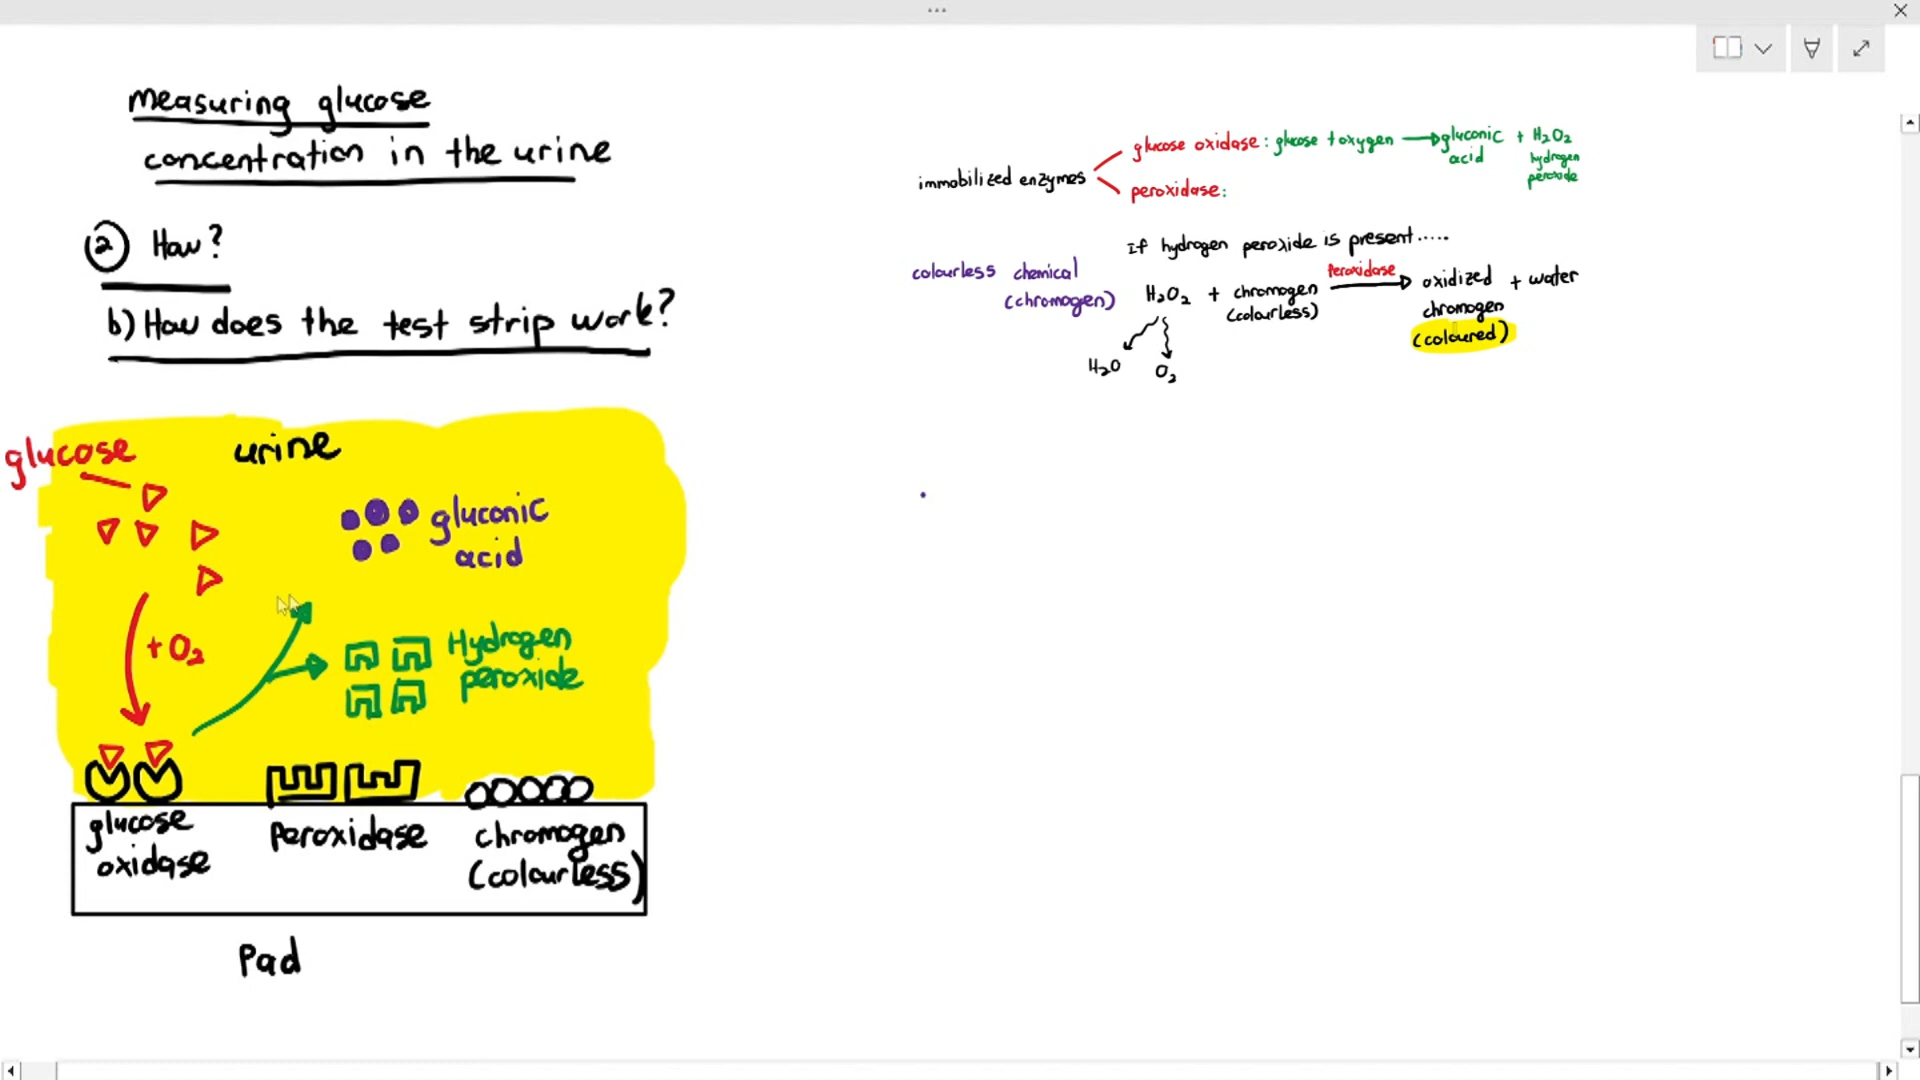 measuring glucose
concentration in the urine
2 How?
b) How does the test strip work?
glucose
urine
gluconic
acid
+ O2
Hydrogen
peroxide
glucose
oxidase
Peroxidase
chromogen
(colourless)
Pad
immobilized enzymes
glucose oxidase: glucose + oxygen → gluconic acid + H2O2
hydrogen
peroxide
peroxidase:
If hydrogen peroxide is present.....
colourless chemical
(chromogen)
H2O2 + chromogen
(colourless)
Peroxidase
oxidized + water
chromogen
(coloured)
H2O
O2